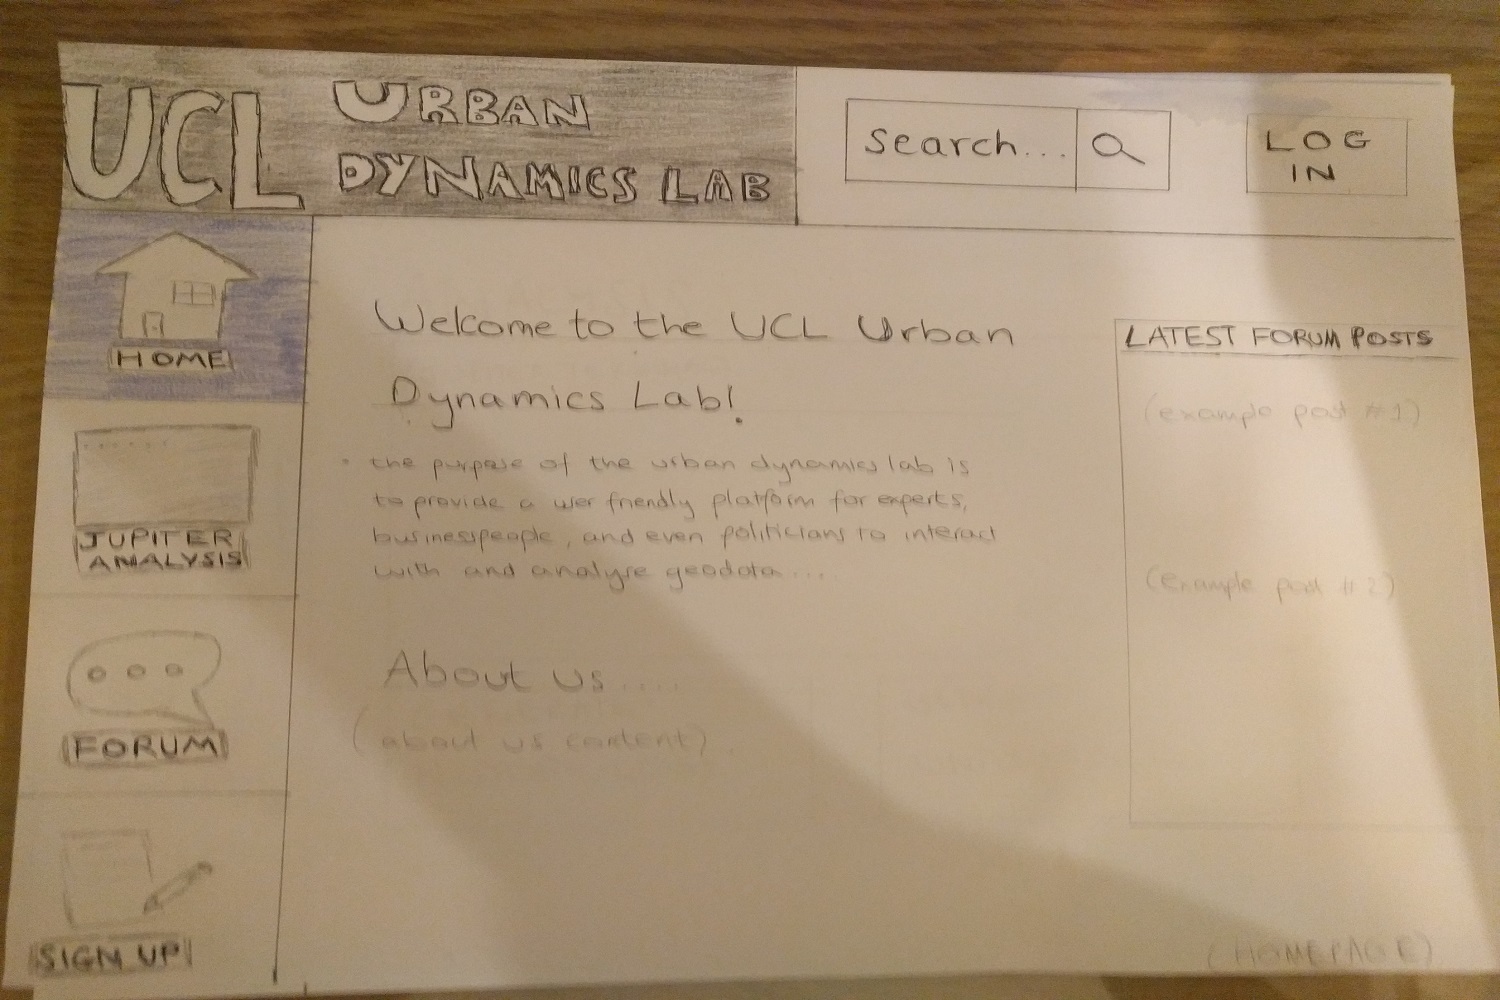 UCL URBAN
DYNAMICS LAB
search...
LOG
IN
HOME
JUPITER
ANALYSIS
FORUM
SIGN UP
Welcome to the UCL Urban
Dynamics Lab!
• the purpose of the urban dynamics lab is
to provide a user friendly platform for experts,
businesspeople, and even politicians to interact
with and analyse geodata...
About us....
(about us content)
LATEST FORUM POSTS
(example post #1)
(example post #2)
(HOMEPAGE)